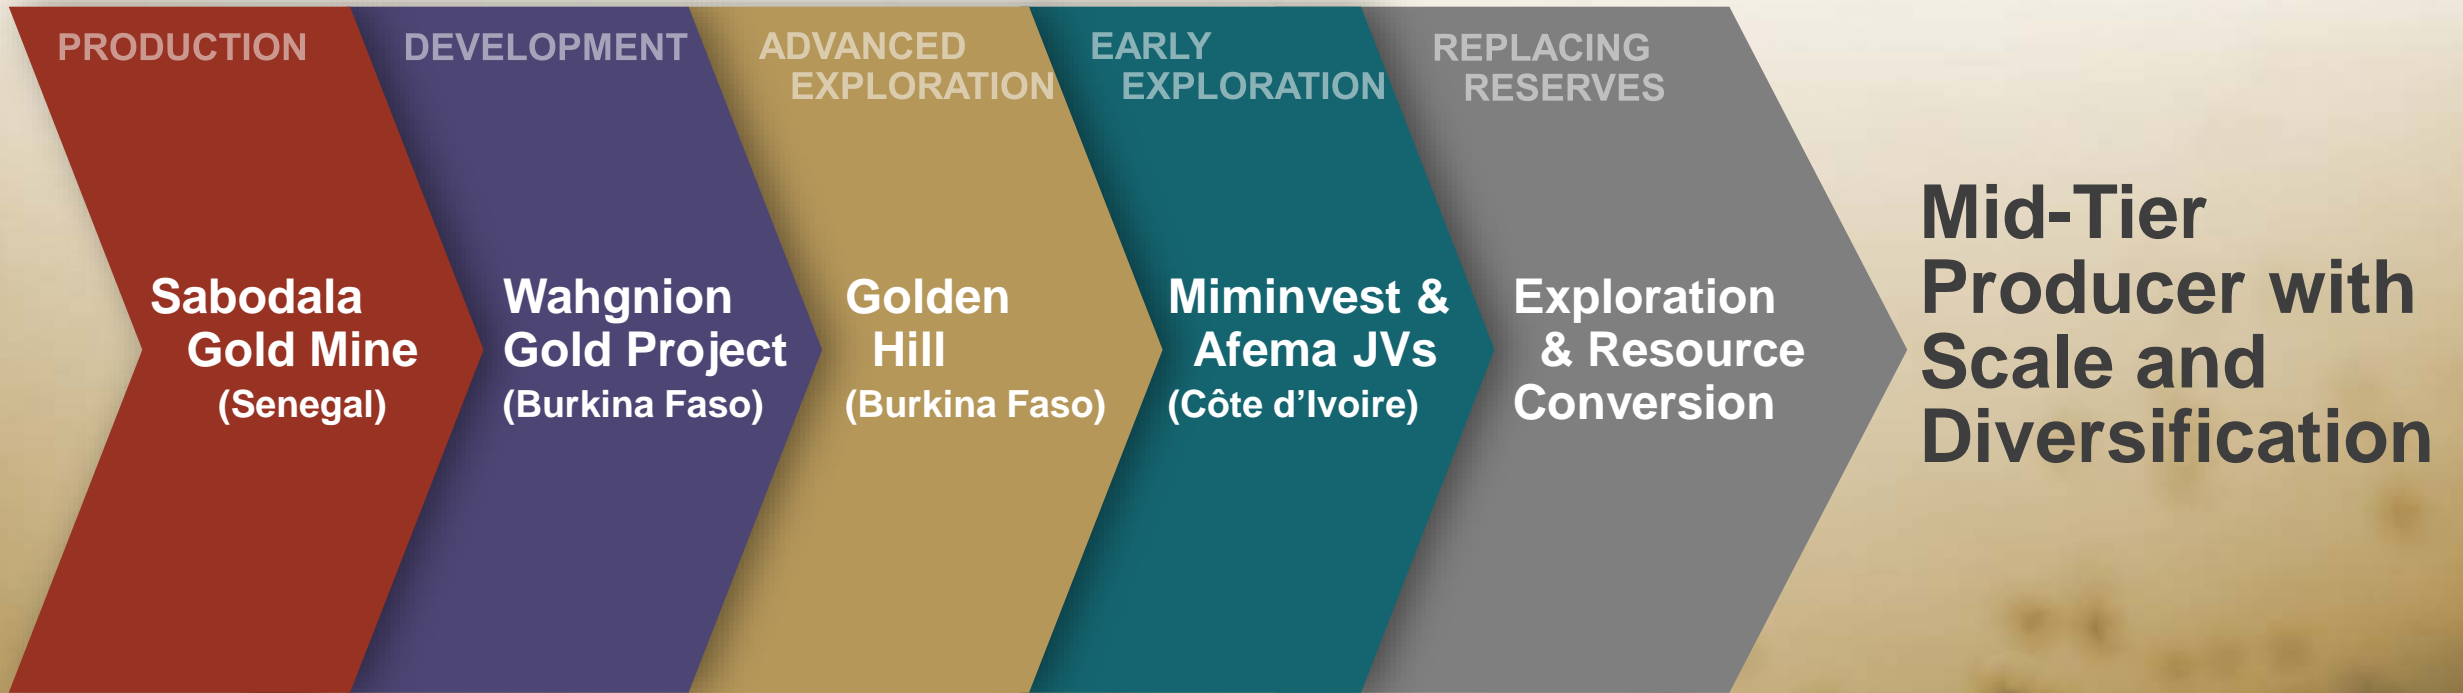 PRODUCTION
Sabodala
Gold Mine
(Senegal)
DEVELOPMENT
Wahgnion
Gold Project
(Burkina Faso)
ADVANCED
EXPLORATION
Golden
Hill
(Burkina Faso)
EARLY
EXPLORATION
Miminvest &
Afema JVs
(Côte d’Ivoire)
REPLACING
RESERVES
Exploration
& Resource
Conversion
Mid-Tier
Producer with
Scale and
Diversification